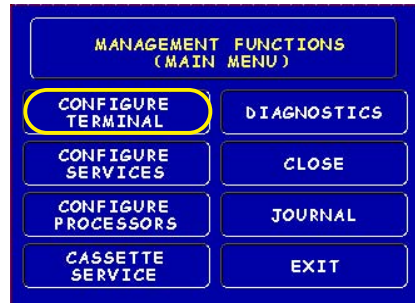 MANAGEMENT FUNCTIONS
(MAIN MENU)
CONFIGURE
TERMINAL
DIAGNOSTICS
CONFIGURE
SERVICES
CLOSE
CONFIGURE
PROCESSORS
JOURNAL
CASSETTE
SERVICE
EXIT